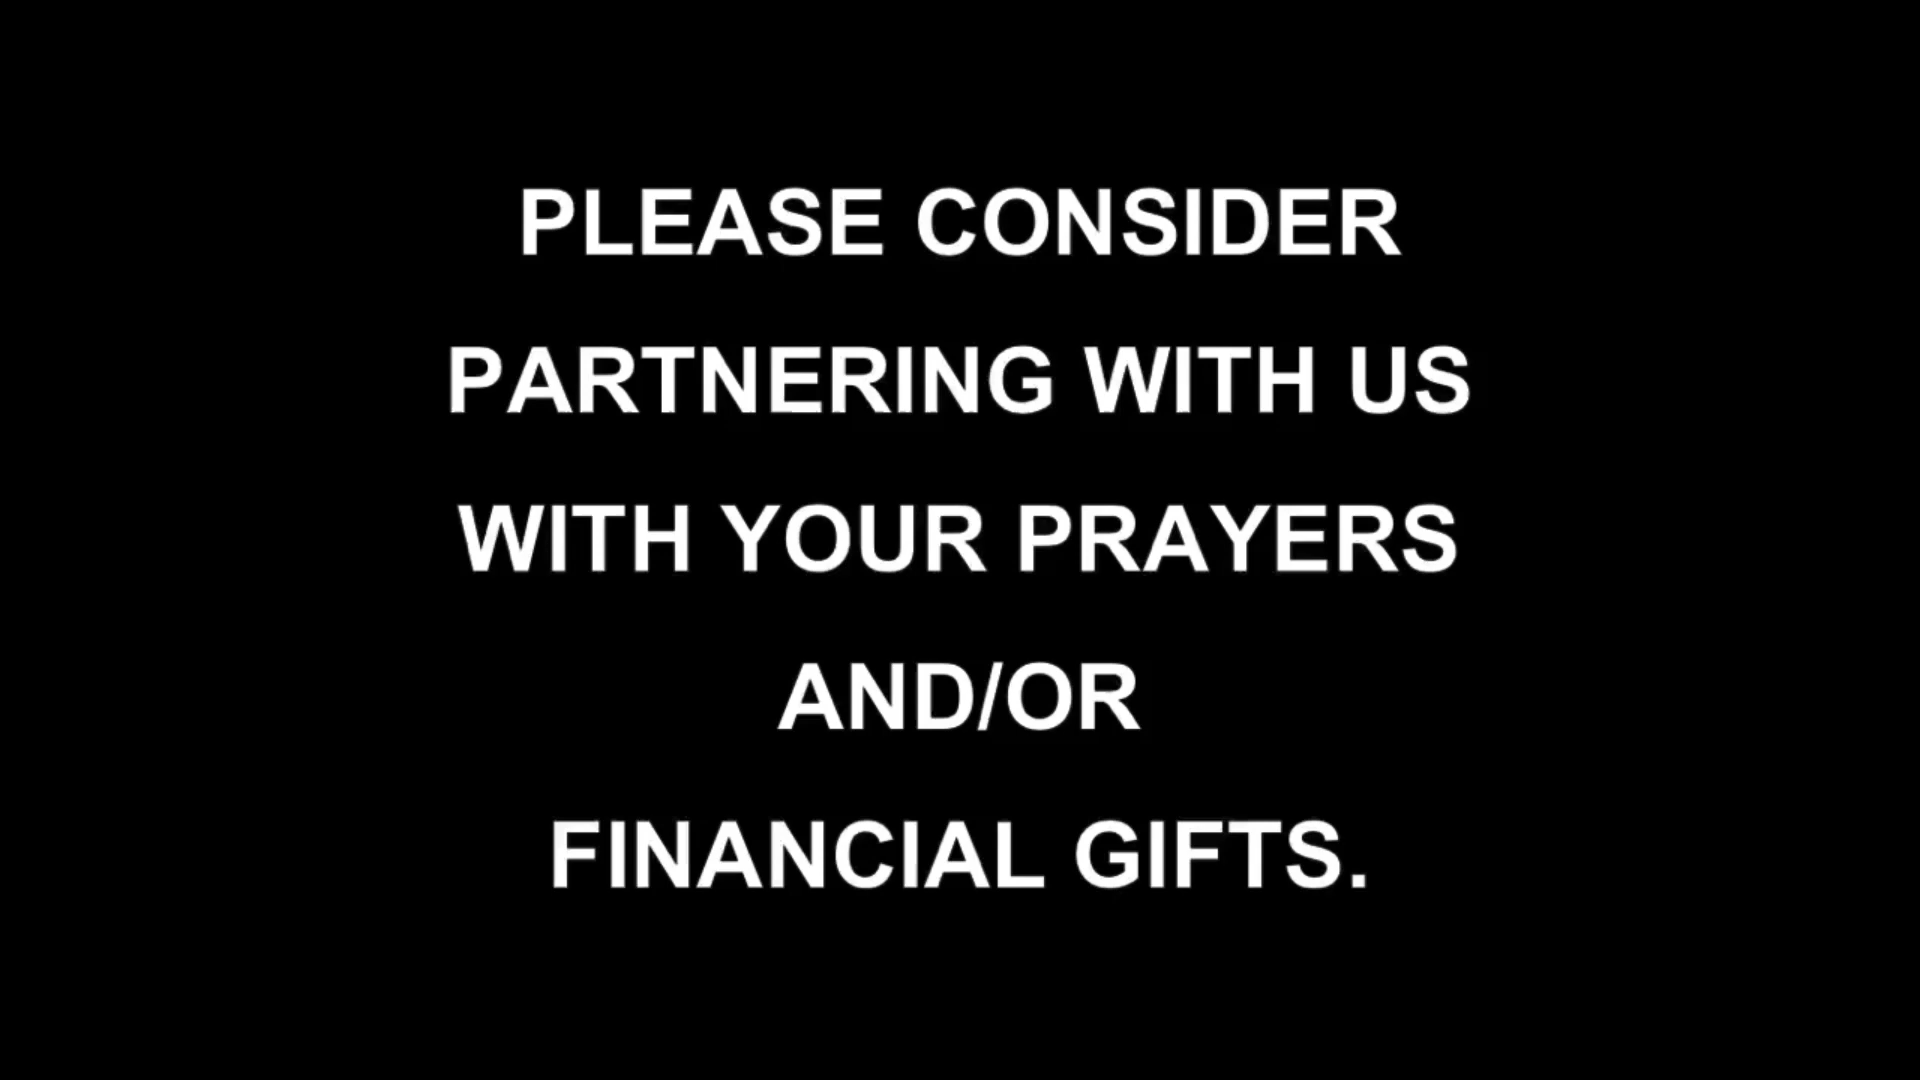 PLEASE CONSIDER
PARTNERING WITH US
WITH YOUR PRAYERS
AND/OR
FINANCIAL GIFTS.